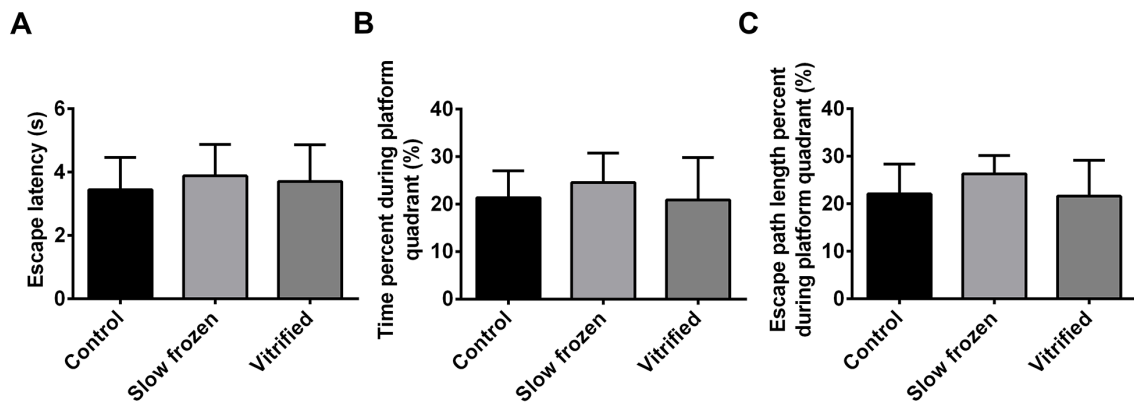 A
Escape latency (s)
6
4
2
0
Control
Slow frozen
Vitrified
B
Time percent during platform
quadrant (%)
40
30
20
10
0
Control
Slow frozen
Vitrified
C
Escape path length percent
during platform quadrant (%)
40
30
20
10
0
Control
Slow frozen
Vitrified